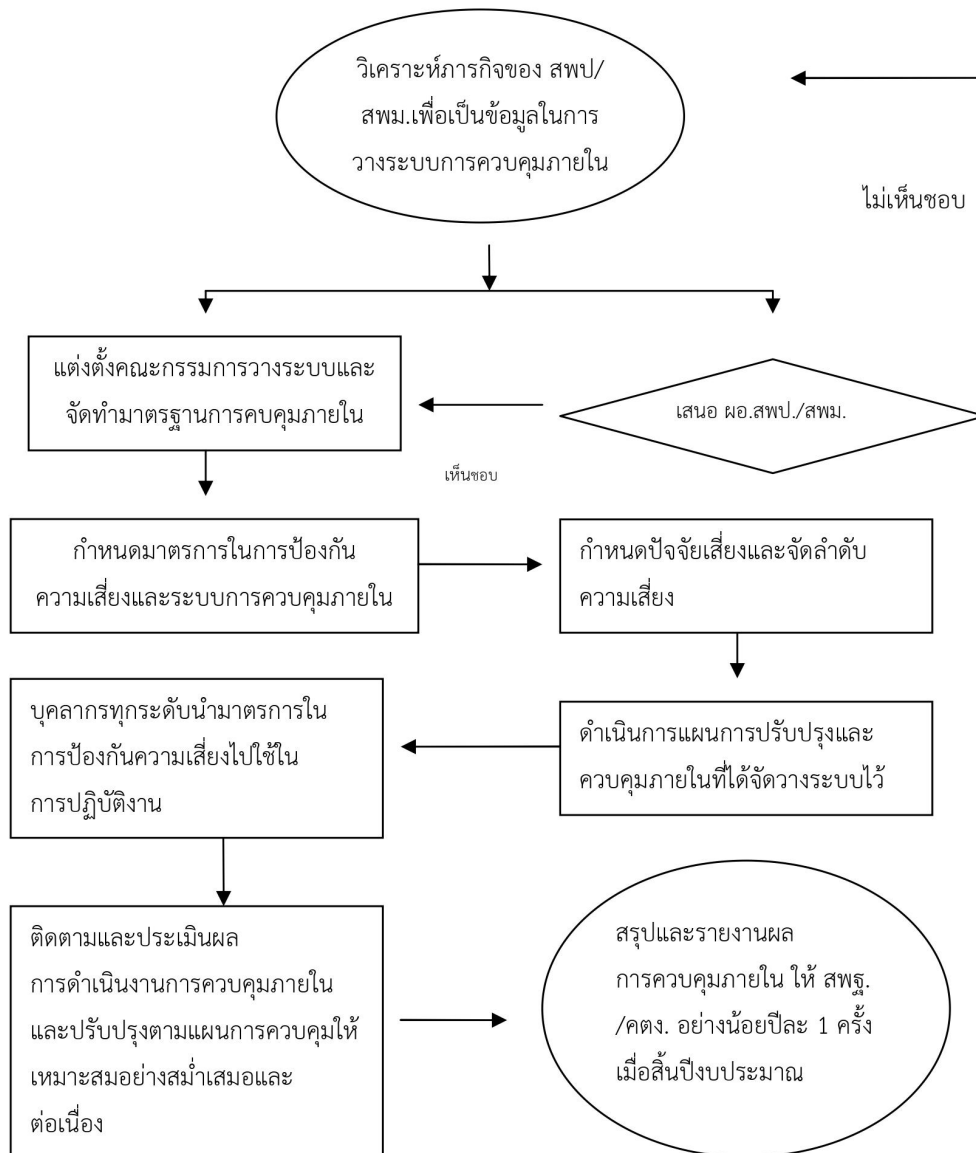 วิเคราะห์ภารกิจของ สพป/
สพม.เพื่อเป็นข้อมูลในการ
วางระบบการควบคุมภายใน
ไม่เห็นชอบ
แต่งตั้งคณะกรรมการวางระบบและ
จัดทำมาตรฐานการคบคุมภายใน
เสนอ ผอ.สพป./สพม.
เห็นชอบ
กำหนดมาตรการในการป้องกัน
ความเสี่ยงและระบบการควบคุมภายใน
กำหนดปัจจัยเสี่ยงและจัดลำดับ
ความเสี่ยง
บุคลากรทุกระดับนำมาตรการใน
การป้องกันความเสี่ยงไปใช้ใน
การปฏิบัติงาน
ดำเนินการแผนการปรับปรุงและ
ควบคุมภายในที่ได้จัดวางระบบไว้
ติดตามและประเมินผล
การดำเนินงานการควบคุมภายใน
และปรับปรุงตามแผนการควบคุมให้
เหมาะสมอย่างสม่ำเสมอและ
ต่อเนื่อง
สรุปและรายงานผล
การควบคุมภายใน ให้ สพฐ.
/คตง. อย่างน้อยปีละ 1 ครั้ง
เมื่อสิ้นปีงบประมาณ